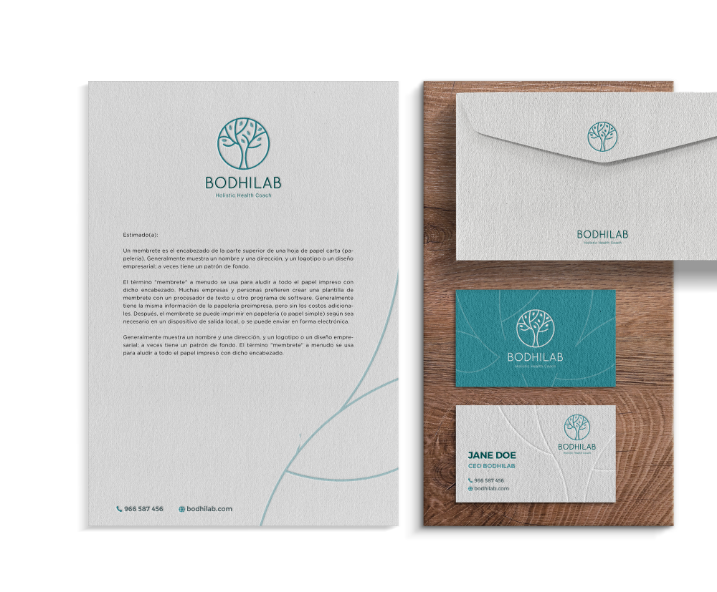 BODHILAB
Holistic Health Coach
Estimado(a):
Un membrete es el encabezado de la parte superior de una hoja de papel carta (pa-
pelería). Generalmente muestra un nombre y una dirección, y un logotipo o un diseño
empresarial; a veces tiene un patrón de fondo.
El término "membrete" a menudo se usa para aludir a todo el papel impreso con
dicho encabezado. Muchas empresas y personas prefieren crear una plantilla de
membrete con un procesador de texto u otro programa de software. Generalmente
tiene la misma información de la papelería preimpresa, pero sin los costos adiciona-
les. Después, el membrete se puede imprimir en papelería (o papel simple) según sea
necesario en un dispositivo de salida local, o se puede enviar en forma electrónica.
Generalmente muestra un nombre y una dirección, y un logotipo o un diseño empre-
sarial; a veces tiene un patrón de fondo. El término "membrete" a menudo se usa
para aludir a todo el papel impreso con dicho encabezado.
966 587 456 bodhilab.com
BODHILAB
Holistic Health Coach
BODHILAB
Holistic Health Coach
BODHILAB
Holistic Health Coach
JANE DOE
CEO BODHILAB
966 587 456
bodhilab.com